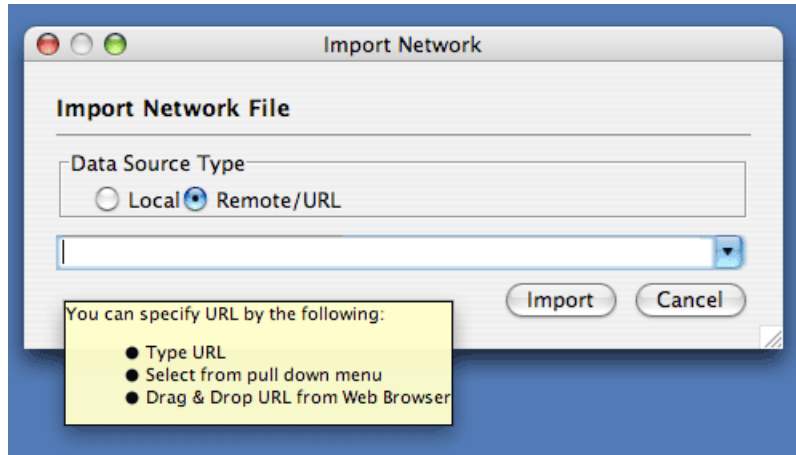 Import Network
Import Network File
Data Source Type
Local Remote/URL
Import Cancel
You can specify URL by the following:
● Type URL
● Select from pull down menu
● Drag & Drop URL from Web Browser